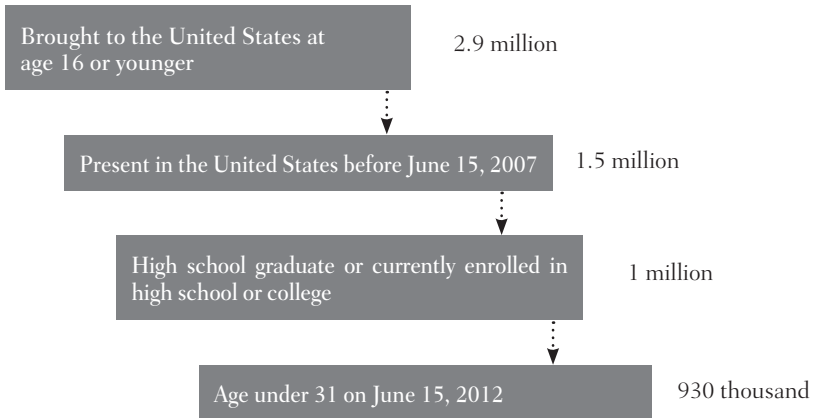 Brought to the United States at
age 16 or younger
2.9 million
Present in the United States before June 15, 2007
1.5 million
High school graduate or currently enrolled in
high school or college
1 million
Age under 31 on June 15, 2012
930 thousand